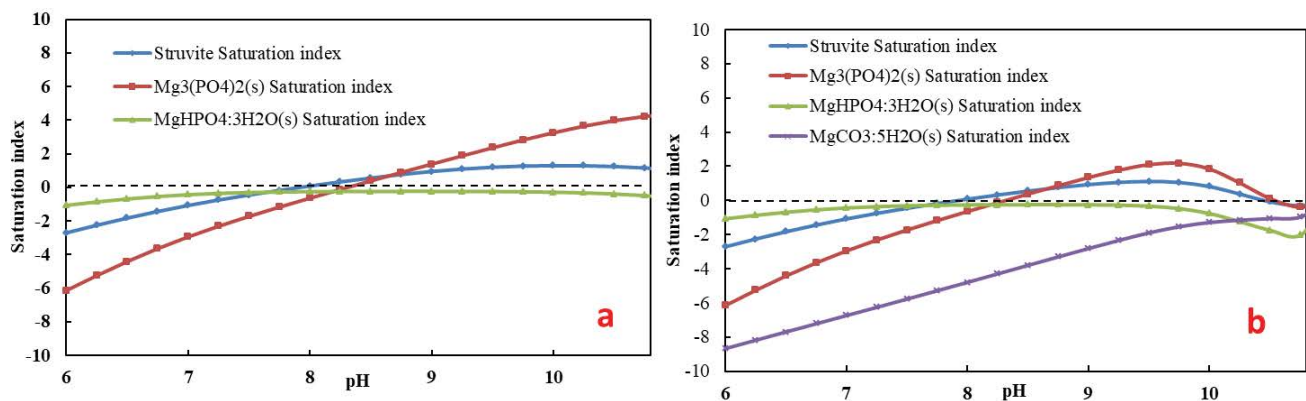 10
8
6
4
2
0
-2
-4
-6
-8
-10
Saturation index
Struvite Saturation index
Mg3(PO4)2(s) Saturation index
MgHPO4:3H2O(s) Saturation index
a
6
7
8
9
10
pH
10
8
6
4
2
0
-2
-4
-6
-8
-10
Saturation index
Struvite Saturation index
Mg3(PO4)2(s) Saturation index
MgHPO4:3H2O(s) Saturation index
MgCO3:5H2O(s) Saturation index
b
6
7
8
9
10
pH